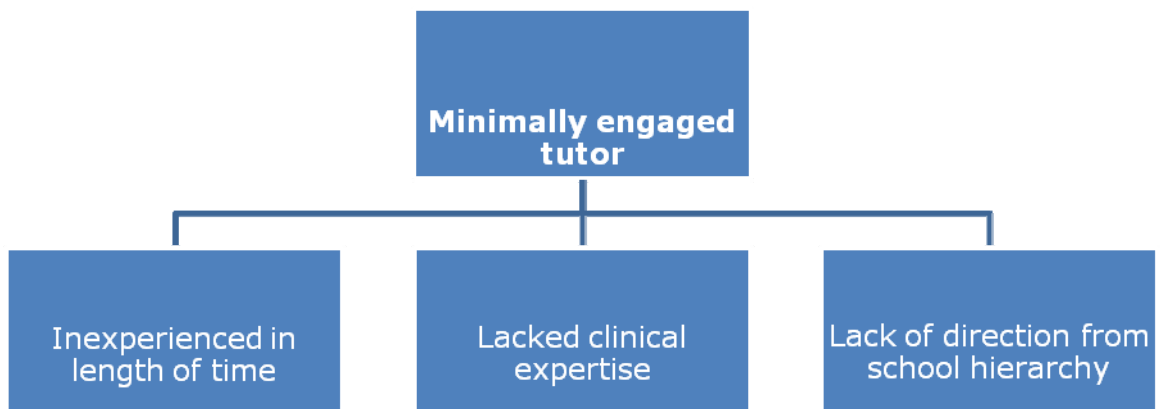 Minimally engaged
tutor
Inexperienced in
length of time
Lacked clinical
expertise
Lack of direction from
school hierarchy